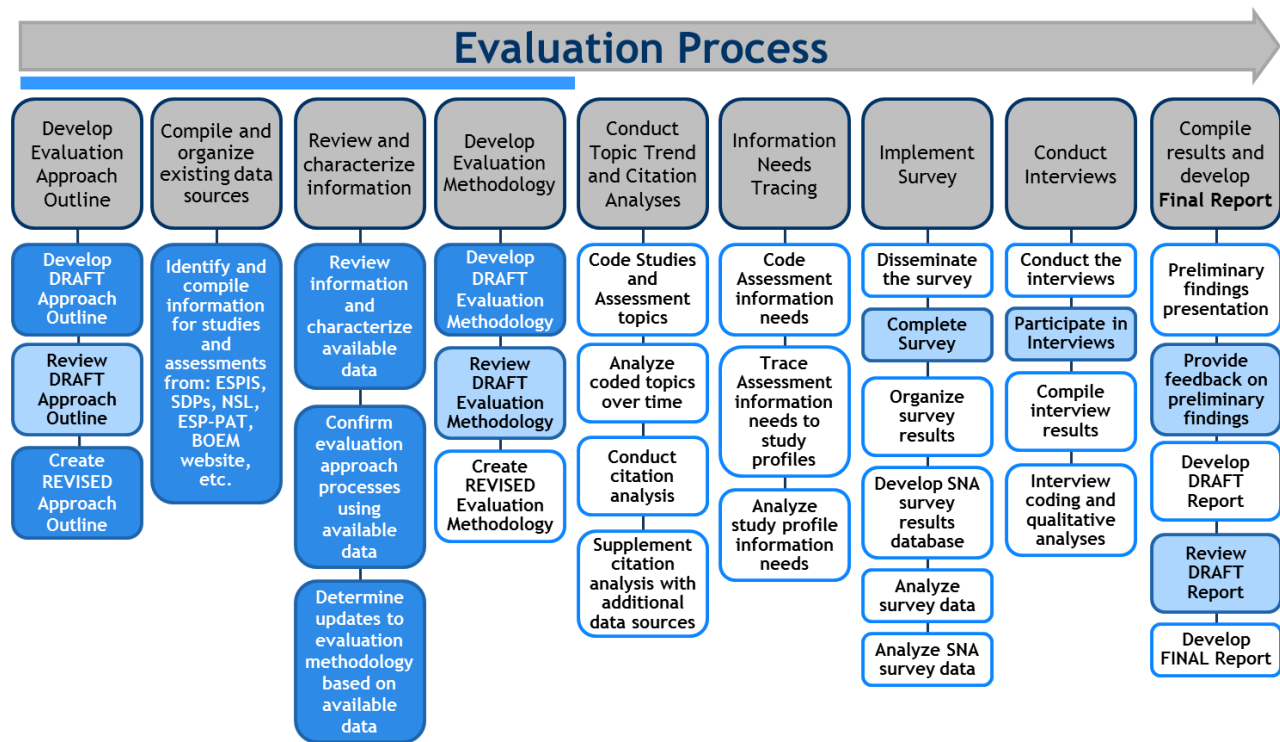 Evaluation Process
Develop
Evaluation
Approach
Outline
Develop
DRAFT
Approach
Outline
Review
DRAFT
Approach
Outline
Create
REVISED
Approach
Outline
Compile and
organize
existing data
sources
Identify and
compile
information
for studies
and
assessments
from: ESPIS,
SDPs, NSL,
ESP-PAT,
BOEM
website,
etc.
Review and
characterize
information
Review
information
and
characterize
available
data
Confirm
evaluation
approach
processes
using
available
data
Determine
updates to
evaluation
methodology
based on
available
data
Develop
Evaluation
Methodology
Develop
DRAFT
Evaluation
Methodology
Review
DRAFT
Evaluation
Methodology
Create
REVISED
Evaluation
Methodology
Conduct
Topic Trend
and Citation
Analyses
Code Studies
and
Assessment
topics
Analyze
coded topics
over time
Conduct
citation
analysis
Supplement
citation
analysis with
additional
data sources
Information
Needs
Tracing
Code
Assessment
information
needs
Trace
Assessment
information
needs to
study
profiles
Analyze
study profile
information
needs
Implement
Survey
Disseminate
the survey
Complete
Survey
Organize
survey
results
Develop SNA
survey
results
database
Analyze
survey data
Analyze SNA
survey data
Conduct
Interviews
Conduct the
interviews
Participate in
Interviews
Compile
interview
results
Interview
coding and
qualitative
analyses
Compile
results and
develop
Final Report
Preliminary
findings
presentation
Provide
feedback on
preliminary
findings
Develop
DRAFT
Report
Review
DRAFT
Report
Develop
FINAL Report